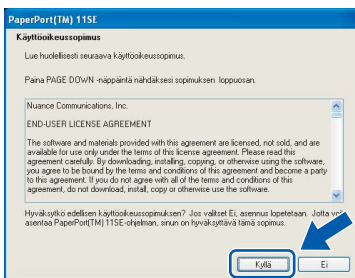 PaperPort(TM) 11SE
Käyttöoikeussopimus
Lue huolellisesti seuraava käyttöoikeussopimus.
Paina PAGE DOWN -näppäintä nähdäksesi sopimuksen loppuosan.
Nuance Communications, Inc.
END-USER LICENSE AGREEMENT
The software and materials provided with this agreement are licensed, not sold, and are
available for use only under the terms of this license agreement. Please read this
agreement carefully. By downloading, installing, copying, or otherwise using the software,
you agree to be bound by the terms and conditions of this agreement and become a party
to this agreement. If you do not agree with all of the terms and conditions of this
agreement, do not download, install, copy or otherwise use the software.
Hyväksytkö edellisen käyttöoikeussopimuksen? Jos valitset Ei, asennus lopetetaan. Jotta
asentaa PaperPort(TM) 11SE-ohjelman, sinun on hyväksyttävä tämä sopimus.
Kyllä
Ei